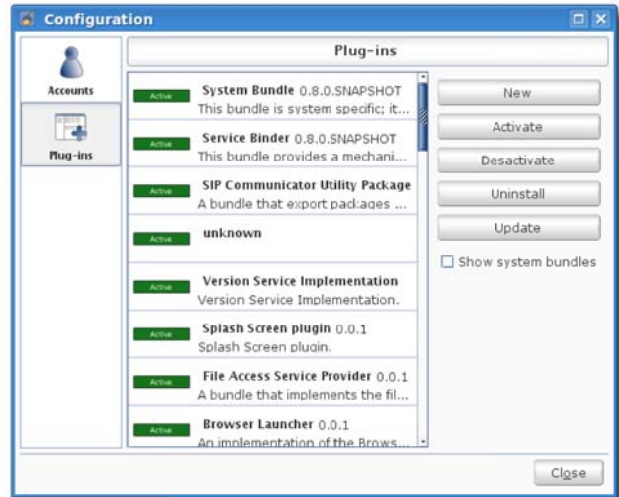 Configuration
Accounts
Plug-ins
Plug-ins
Active
System Bundle 0.8.0.SNAPSHOT
This bundle is system specific; it...
Active
Service Binder 0.8.0.SNAPSHOT
This bundle provides a mechani...
Active
SIP Communicator Utility Package
A bundle that export packages ...
Active
unknown
Active
Version Service Implementation
Version Service Implementation.
Active
Splash Screen plugin 0.0.1
Splash Screen plugin.
Active
File Access Service Provider 0.0.1
A bundle that implements the fil...
Active
Browser Launcher 0.0.1
An implementation of the Brows...
New
Activate
Desactivate
Uninstall
Update
Show system bundles
Close